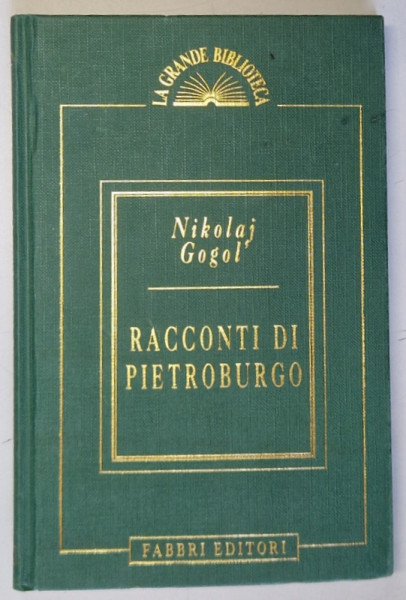 LA GRANDE BIBLIOTECA
Nikolaj
Gogol'
RACCONTI DI
PIETROBURGO
FABBRI EDITORI